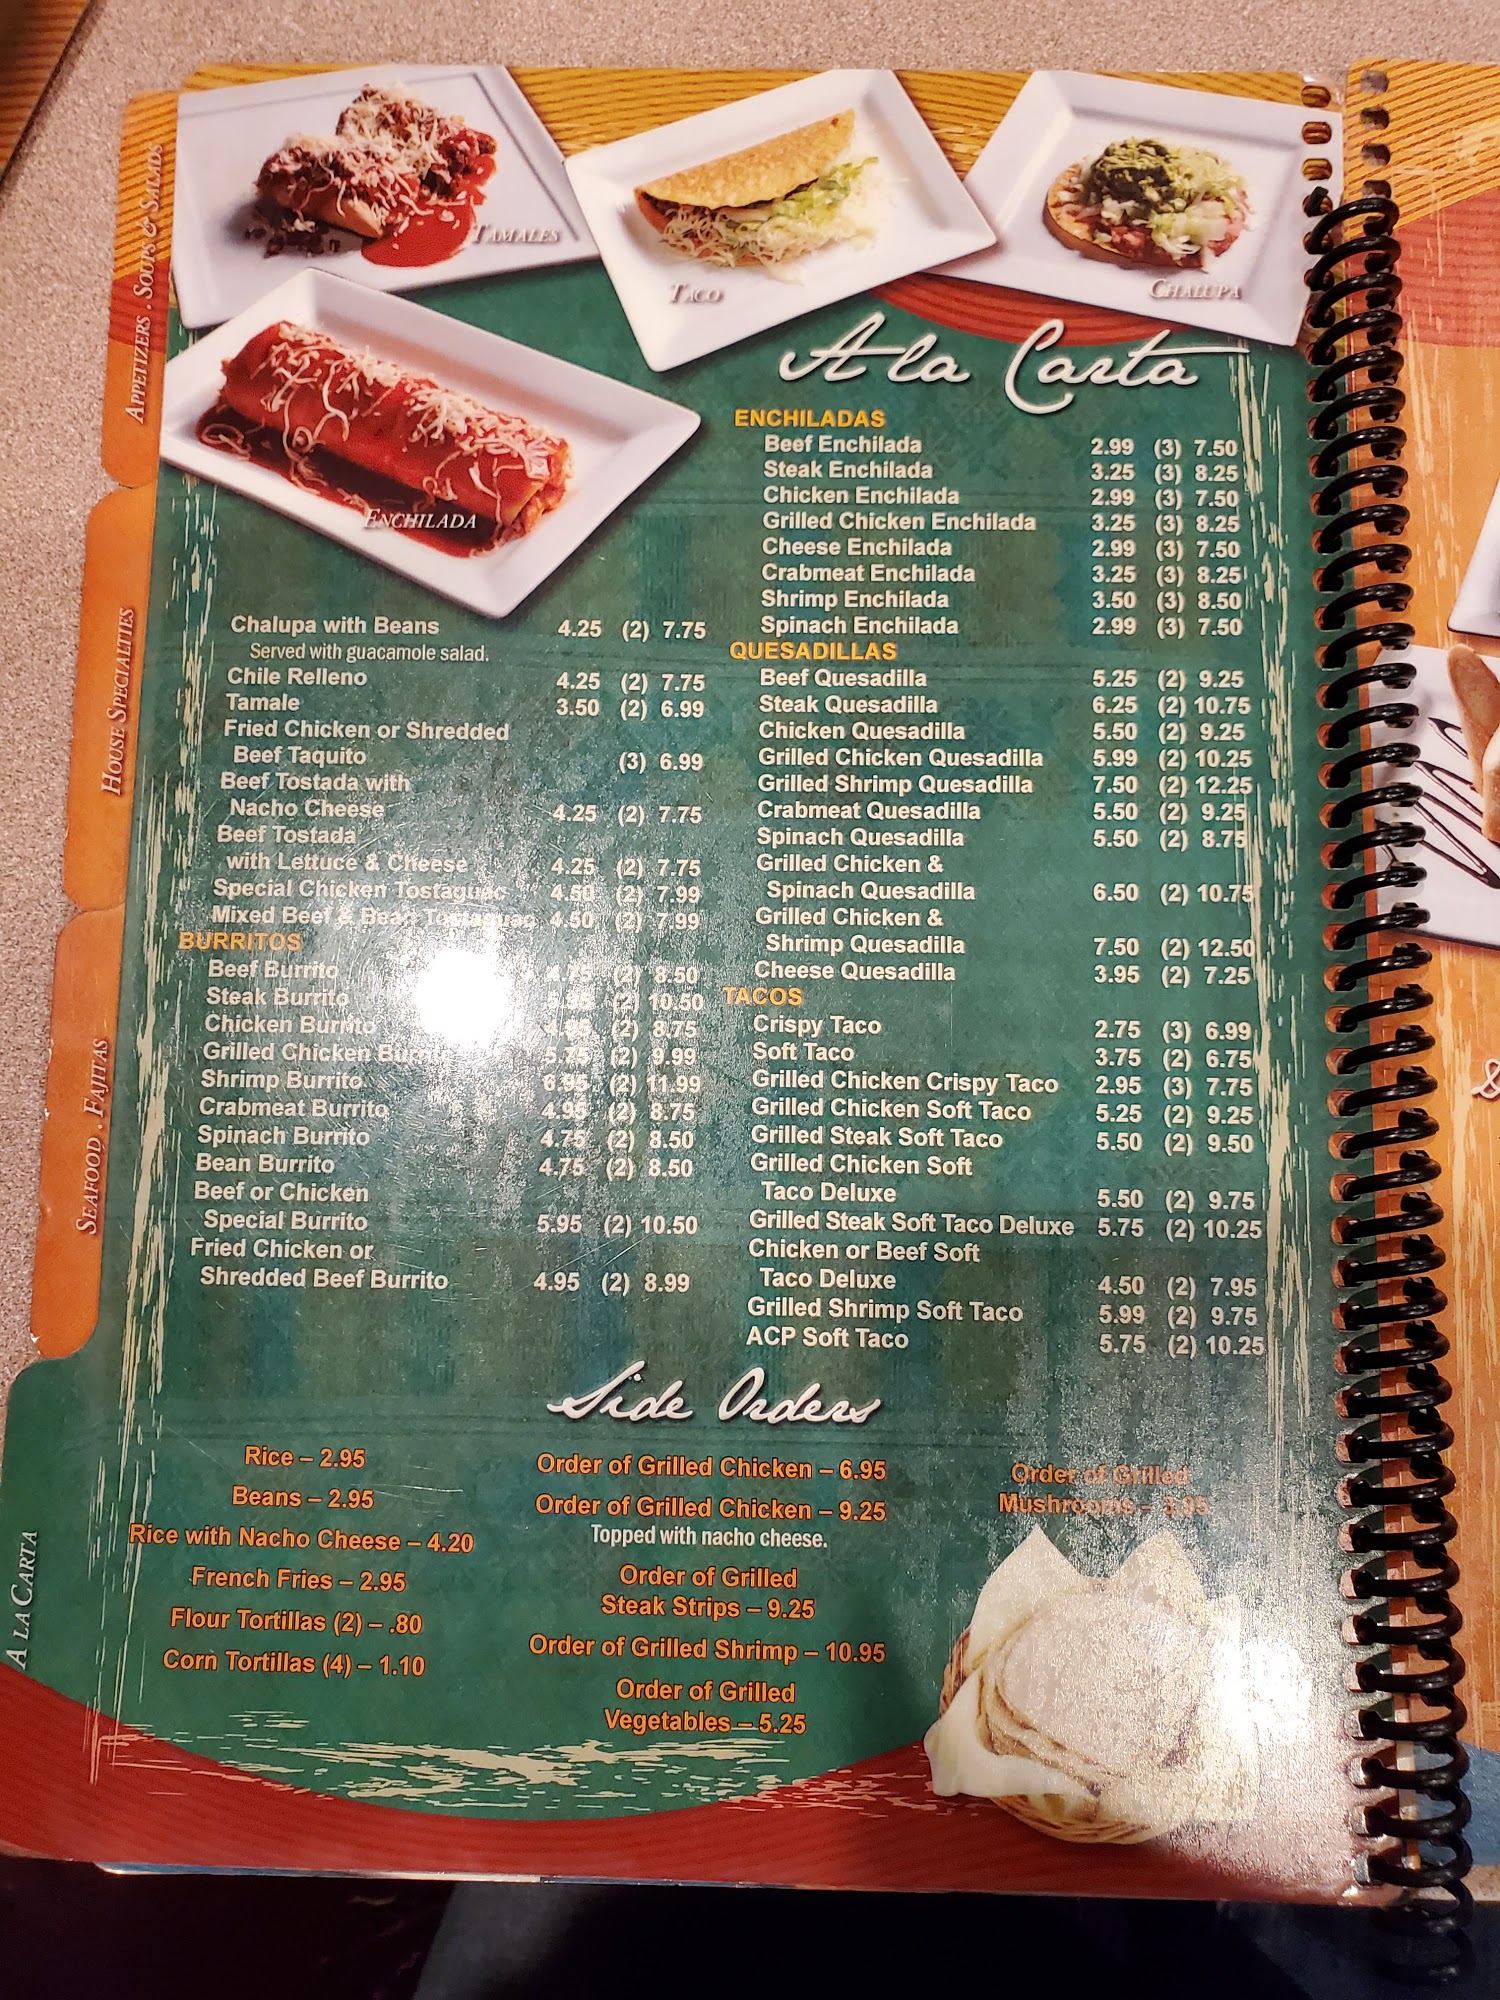 TAMALES
TACO
CHALUPA
ENCHILADA
APPETIZERS . SOUPS & SALADS
HOUSE SPECIALTIES
SEAFOOD . FAJITAS
A LA CARTA
A la Carta
Chalupa with Beans 4.25 (2) 7.75
Served with guacamole salad.
Chile Relleno 4.25 (2) 7.75
Tamale 3.50 (2) 6.99
Fried Chicken or Shredded
Beef Taquito (3) 6.99
Beef Tostada with
Nacho Cheese 4.25 (2) 7.75
Beef Tostada
with Lettuce & Cheese 4.25 (2) 7.75
Special Chicken Tostaguac 4.50 (2) 7.99
Mixed Beef & Bean Tostaguac 4.50 (2) 7.99
BURRITOS
Beef Burrito 4.75 (2) 8.50
Steak Burrito (2) 10.50
Chicken Burrito 4.95 (2) 8.75
Grilled Chicken Burrito 5.75 (2) 9.99
Shrimp Burrito 6.95 (2) 11.99
Crabmeat Burrito 4.95 (2) 8.75
Spinach Burrito 4.75 (2) 8.50
Bean Burrito 4.75 (2) 8.50
Beef or Chicken
Special Burrito 5.95 (2) 10.50
Fried Chicken or
Shredded Beef Burrito 4.95 (2) 8.99
ENCHILADAS
Beef Enchilada 2.99 (3) 7.50
Steak Enchilada 3.25 (3) 8.25
Chicken Enchilada 2.99 (3) 7.50
Grilled Chicken Enchilada 3.25 (3) 8.25
Cheese Enchilada 2.99 (3) 7.50
Crabmeat Enchilada 3.25 (3) 8.25
Shrimp Enchilada 3.50 (3) 8.50
Spinach Enchilada 2.99 (3) 7.50
QUESADILLAS
Beef Quesadilla 5.25 (2) 9.25
Steak Quesadilla 6.25 (2) 10.75
Chicken Quesadilla 5.50 (2) 9.25
Grilled Chicken Quesadilla 5.99 (2) 10.25
Grilled Shrimp Quesadilla 7.50 (2) 12.25
Crabmeat Quesadilla 5.50 (2) 9.25
Spinach Quesadilla 5.50 (2) 8.75
Grilled Chicken &
Spinach Quesadilla 6.50 (2) 10.75
Grilled Chicken &
Shrimp Quesadilla 7.50 (2) 12.50
Cheese Quesadilla 3.95 (2) 7.25
TACOS
Crispy Taco 2.75 (3) 6.99
Soft Taco 3.75 (2) 6.75
Grilled Chicken Crispy Taco 2.95 (3) 7.75
Grilled Chicken Soft Taco 5.25 (2) 9.25
Grilled Steak Soft Taco 5.50 (2) 9.50
Grilled Chicken Soft
Taco Deluxe 5.50 (2) 9.75
Grilled Steak Soft Taco Deluxe 5.75 (2) 10.25
Chicken or Beef Soft
Taco Deluxe 4.50 (2) 7.95
Grilled Shrimp Soft Taco 5.99 (2) 9.75
ACP Soft Taco 5.75 (2) 10.25
Side Orders
Rice – 2.95
Beans – 2.95
Rice with Nacho Cheese – 4.20
French Fries – 2.95
Flour Tortillas (2) – .80
Corn Tortillas (4) – 1.10
Order of Grilled Chicken – 6.95
Order of Grilled Chicken – 9.25
Topped with nacho cheese.
Order of Grilled
Steak Strips – 9.25
Order of Grilled Shrimp – 10.95
Order of Grilled
Vegetables – 5.25
Order of Grilled
Mushrooms – 3.95